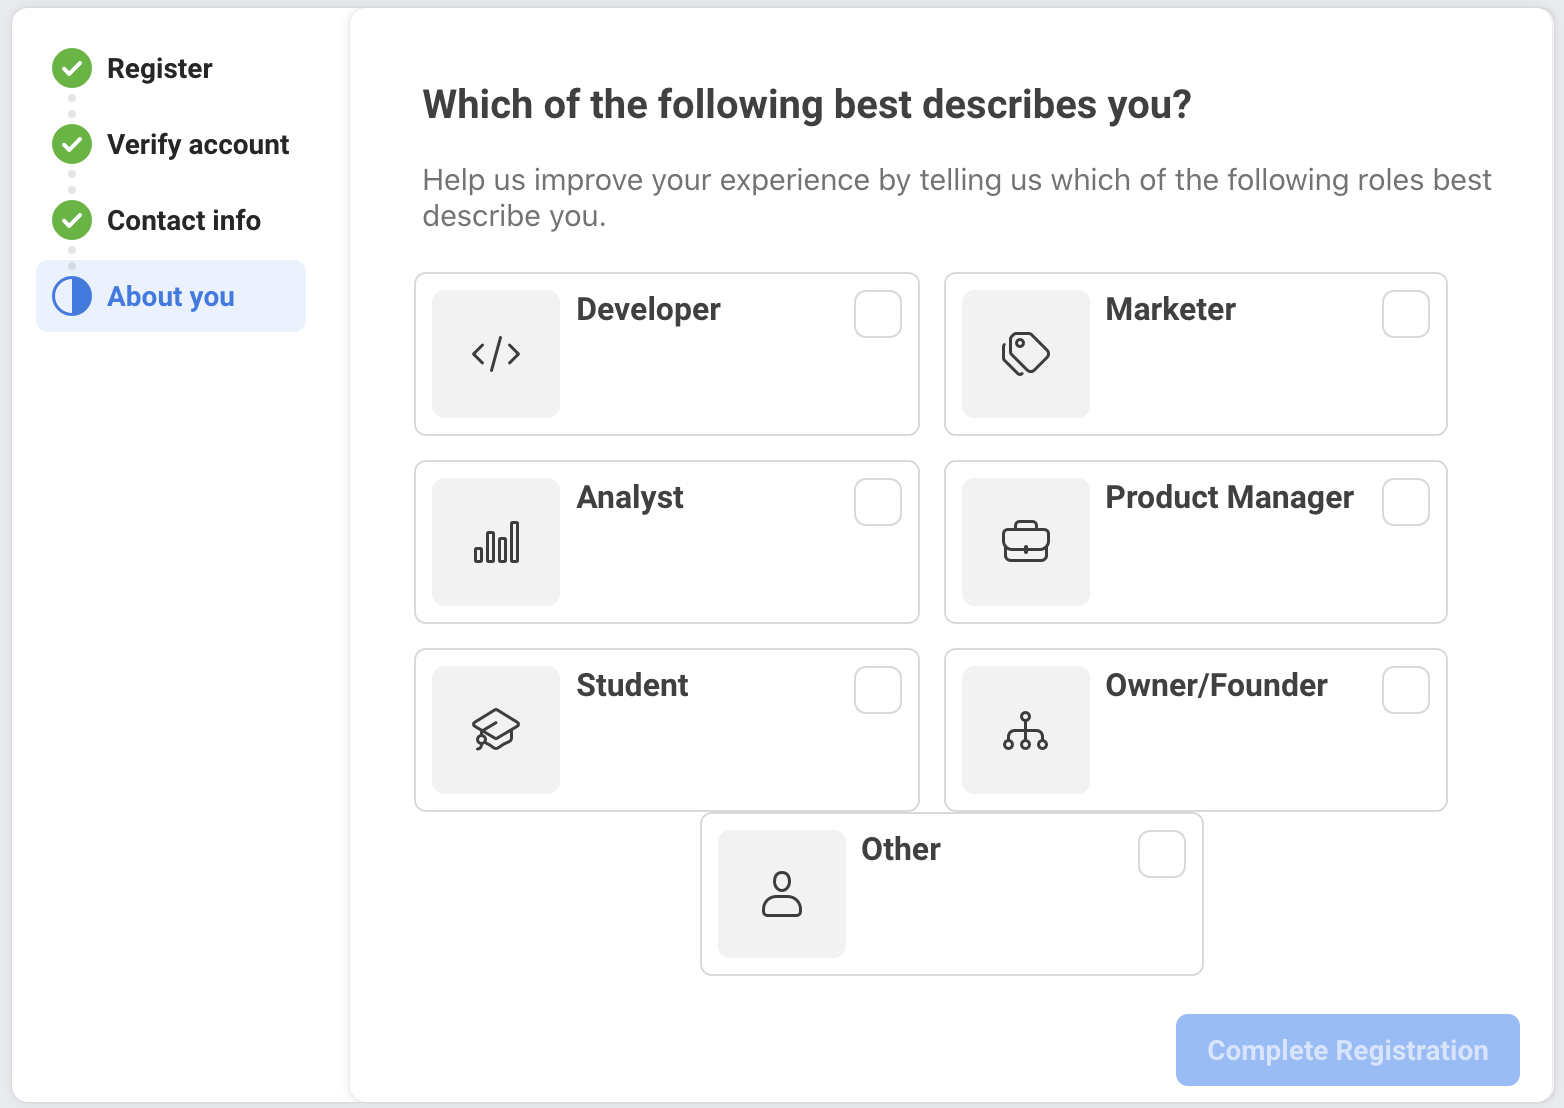 Register
Verify account
Contact info
About you
Which of the following best describes you?
Help us improve your experience by telling us which of the following roles best
describe you.
Developer
Marketer
Analyst
Product Manager
Student
Owner/Founder
Other
Complete Registration